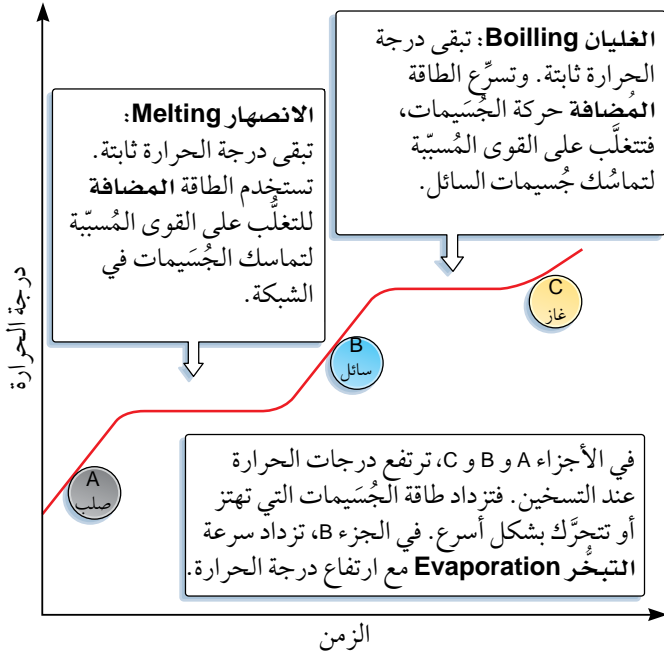 الغليان Boilling: تبقى درجة
الحرارة ثابتة. وتسرِّع الطاقة
المُضافة حركة الجُسَيمات،
فتتغلَّب على القوى المُسبّبة
لتماسُك جُسيمات السائل.
الانصهار Melting:
تبقى درجة الحرارة ثابتة.
تستخدم الطاقة المضافة
للتغلُّب على القوى المُسبّبة
لتماسك الجُسَيمات في
الشبكة.
درجة الحرارة
C
غاز
B
سائل
A
صلب
في الأجزاء A و B و C، ترتفع درجات الحرارة
عند التسخين. فتزداد طاقة الجُسَيمات التي تهتز
أو تتحرَّك بشكل أسرع. في الجزء B، تزداد سرعة
التبخُّر Evaporation مع ارتفاع درجة الحرارة.
الزمن